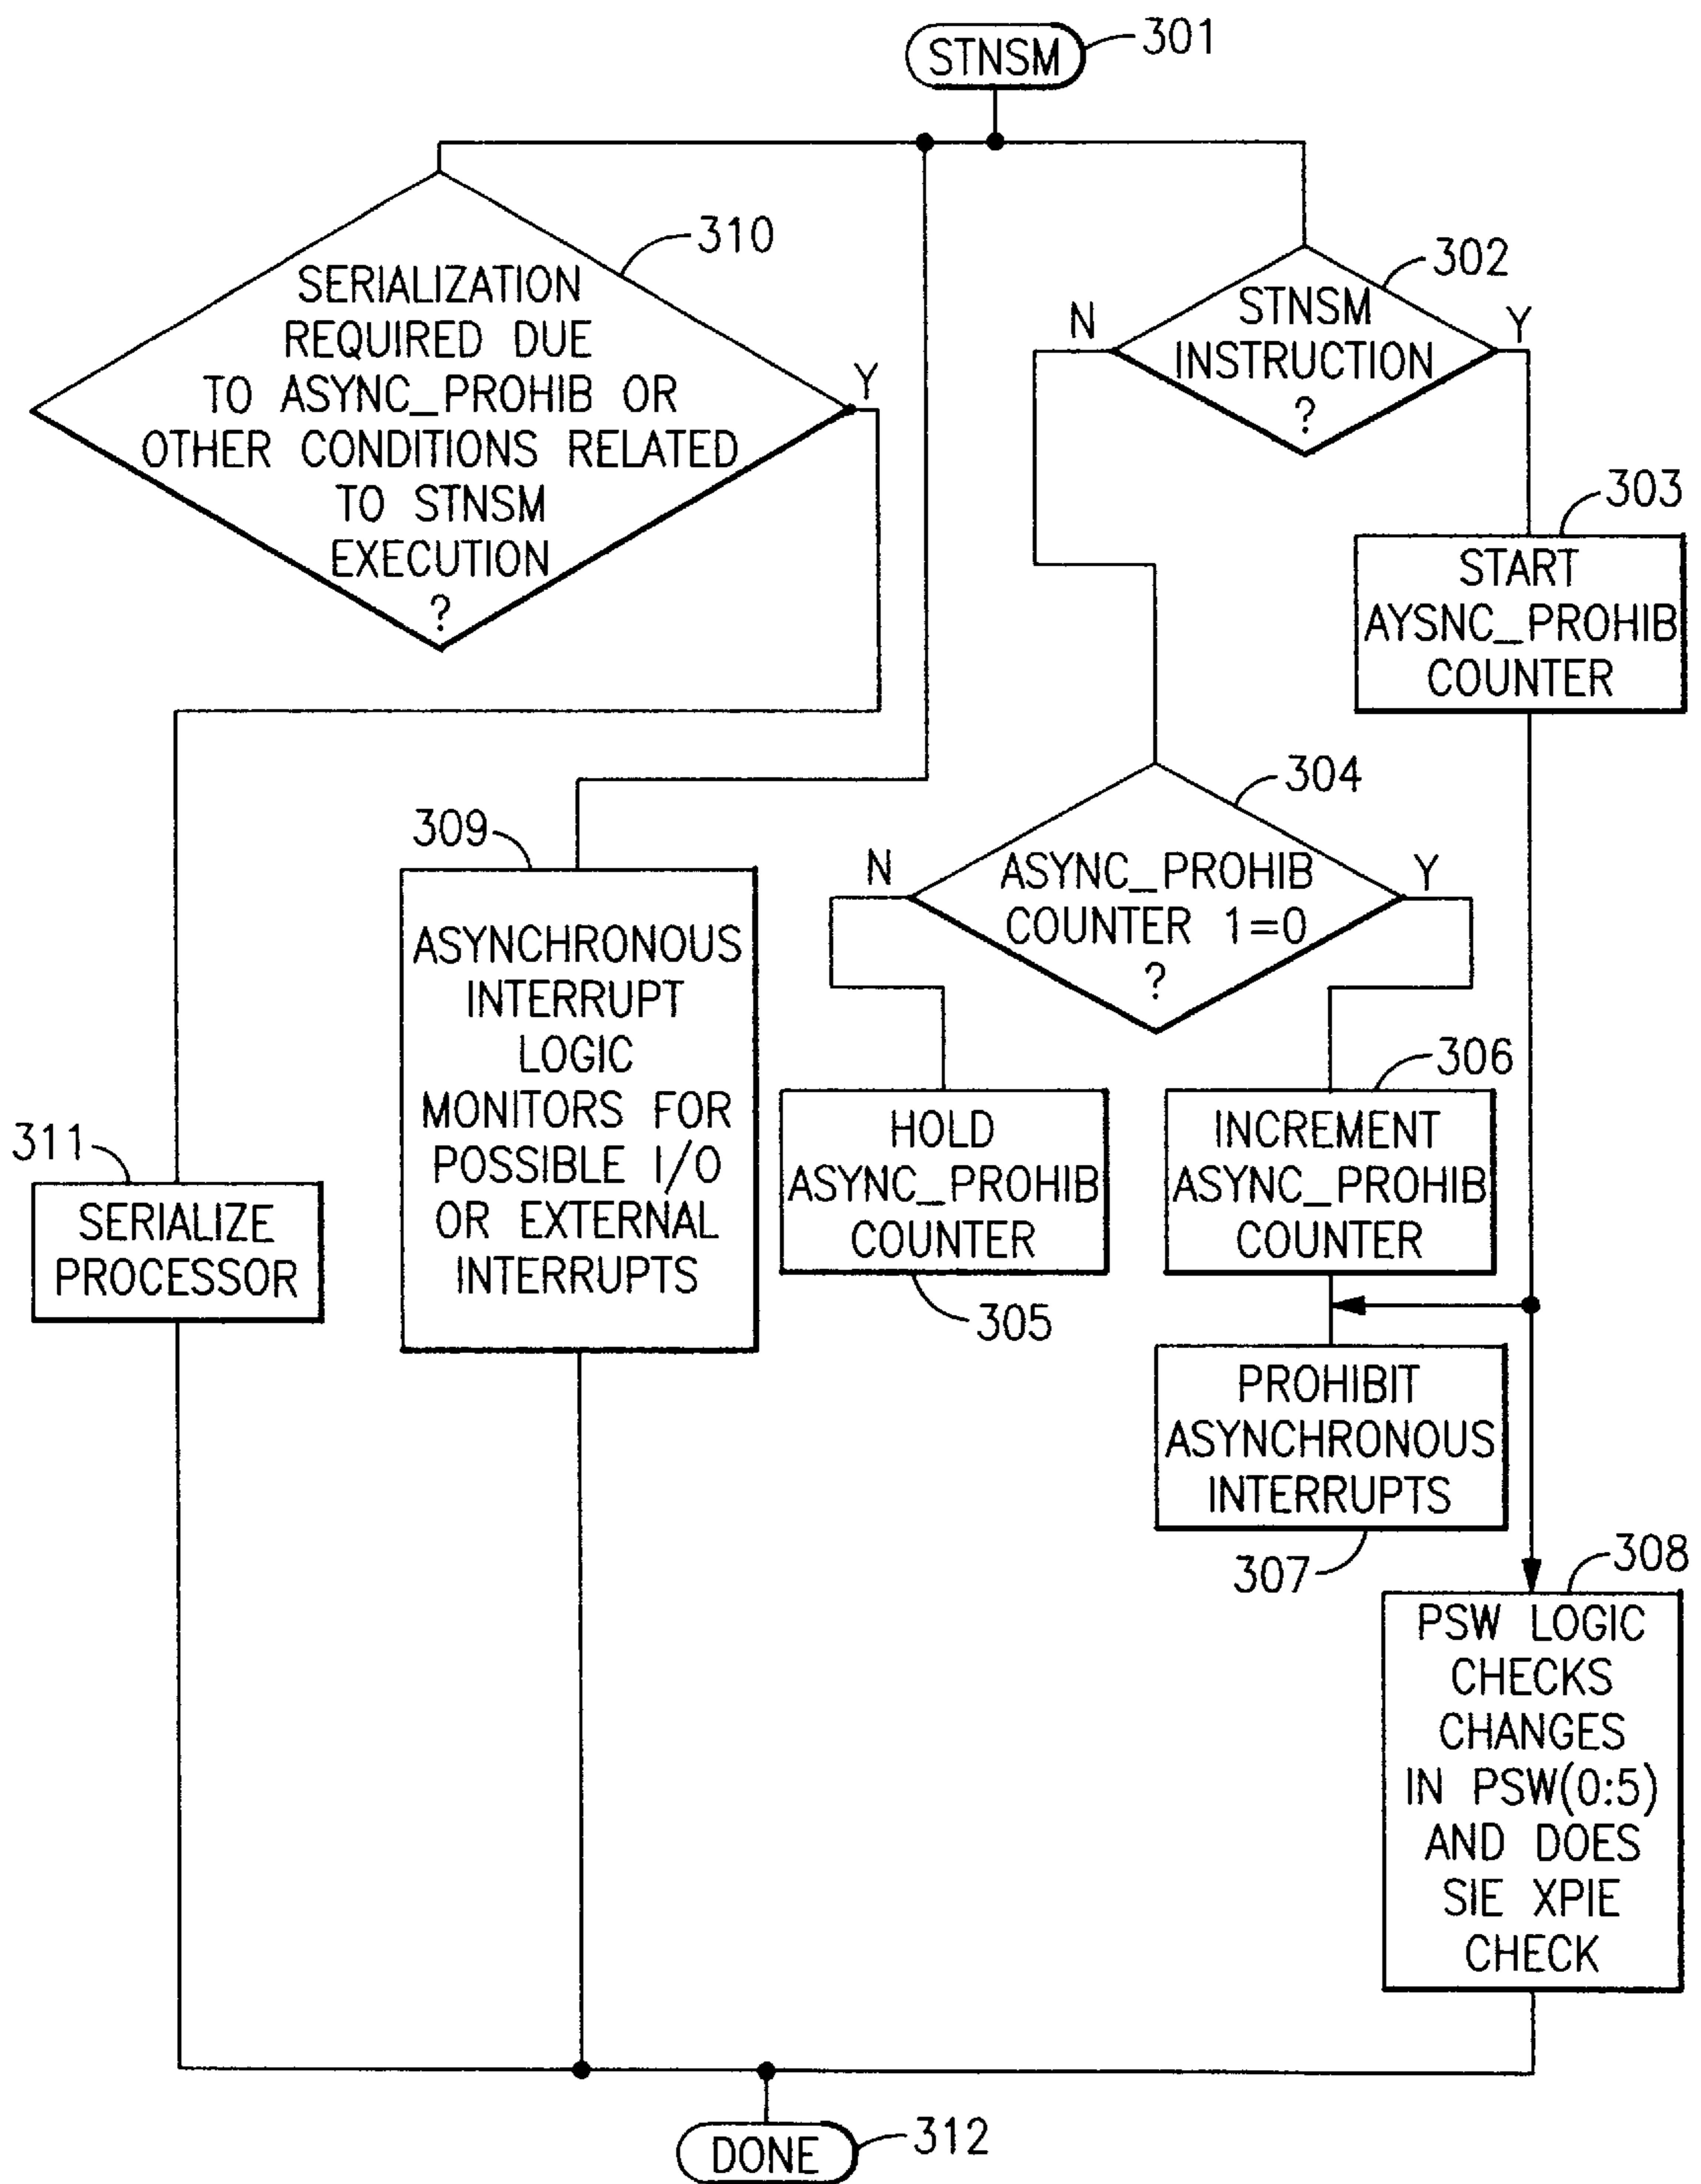 STNSM
301
310
SERIALIZATION
REQUIRED DUE
TO ASYNC_PROHIB OR
OTHER CONDITIONS RELATED
TO STNSM
EXECUTION
?
Y
302
N
STNSM
INSTRUCTION
?
Y
303
START
AYSNC_PROHIB
COUNTER
304
N
ASYNC_PROHIB
COUNTER 1=0
?
Y
309
ASYNCHRONOUS
INTERRUPT
LOGIC
MONITORS FOR
POSSIBLE I/O
OR EXTERNAL
INTERRUPTS
305
HOLD
ASYNC_PROHIB
COUNTER
306
INCREMENT
ASYNC_PROHIB
COUNTER
311
SERIALIZE
PROCESSOR
PROHIBIT
ASYNCHRONOUS
INTERRUPTS
307
308
PSW LOGIC
CHECKS
CHANGES
IN PSW(0:5)
AND DOES
SIE XPIE
CHECK
DONE
312